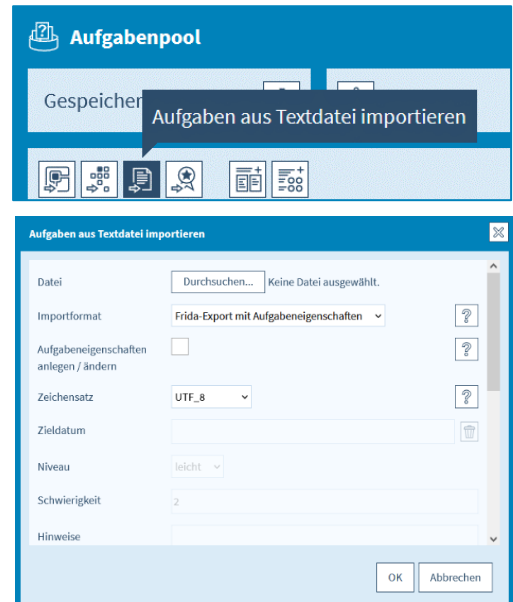 Aufgabenpool
Gespeicher
Aufgaben aus Textdatei importieren
Aufgaben aus Textdatei importieren
Datei Durchsuchen... Keine Datei ausgewählt.
Importformat Frida-Export mit Aufgabeneigenschaften ?
Aufgabeneigenschaften ?
anlegen / ändern
Zeichensatz UTF_8 ?
Zieldatum
Niveau leicht
Schwierigkeit 2
Hinweise
OK Abbrechen